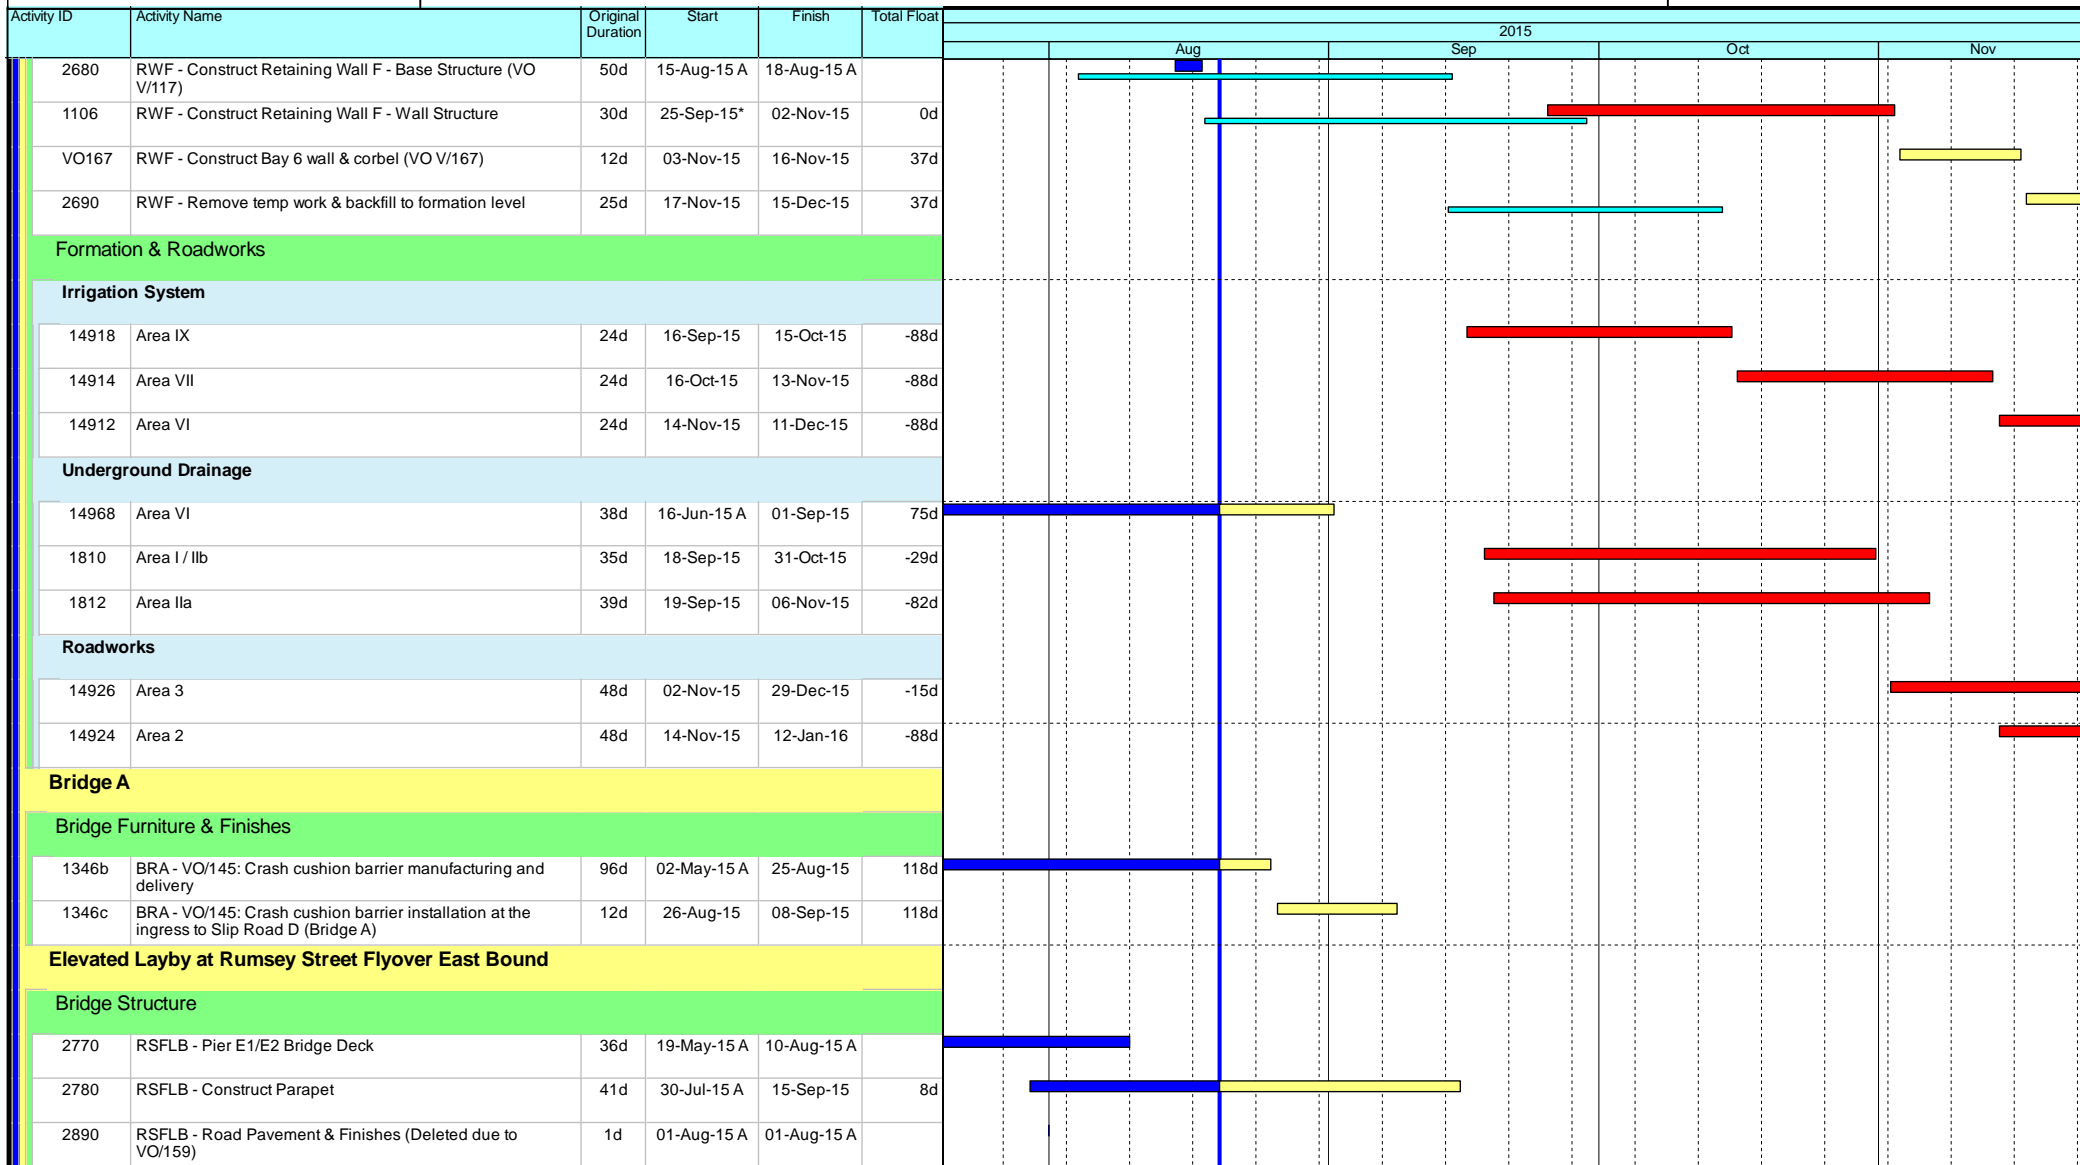 Activity ID Activity Name Original Start Finish Total Float
Duration
2015
Aug Sep Oct Nov
2680 RWF - Construct Retaining Wall F - Base Structure (VO 50d 15-Aug-15 A 18-Aug-15 A
V/117)
1106 RWF - Construct Retaining Wall F - Wall Structure 30d 25-Sep-15* 02-Nov-15 0d
VO167 RWF - Construct Bay 6 wall & corbel (VO V/167) 12d 03-Nov-15 16-Nov-15 37d
2690 RWF - Remove temp work & backfill to formation level 25d 17-Nov-15 15-Dec-15 37d
Formation & Roadworks
Irrigation System
14918 Area IX 24d 16-Sep-15 15-Oct-15 -88d
14914 Area VII 24d 16-Oct-15 13-Nov-15 -88d
14912 Area VI 24d 14-Nov-15 11-Dec-15 -88d
Underground Drainage
14968 Area VI 38d 16-Jun-15 A 01-Sep-15 75d
1810 Area I / IIb 35d 18-Sep-15 31-Oct-15 -29d
1812 Area IIa 39d 19-Sep-15 06-Nov-15 -82d
Roadworks
14926 Area 3 48d 02-Nov-15 29-Dec-15 -15d
14924 Area 2 48d 14-Nov-15 12-Jan-16 -88d
Bridge A
Bridge Furniture & Finishes
1346b BRA - VO/145: Crash cushion barrier manufacturing and 96d 02-May-15 A 25-Aug-15 118d
delivery
1346c BRA - VO/145: Crash cushion barrier installation at the 12d 26-Aug-15 08-Sep-15 118d
ingress to Slip Road D (Bridge A)
Elevated Layby at Rumsey Street Flyover East Bound
Bridge Structure
2770 RSFLB - Pier E1/E2 Bridge Deck 36d 19-May-15 A 10-Aug-15 A
2780 RSFLB - Construct Parapet 41d 30-Jul-15 A 15-Sep-15 8d
2890 RSFLB - Road Pavement & Finishes (Deleted due to 1d 01-Aug-15 A 01-Aug-15 A
VO/159)